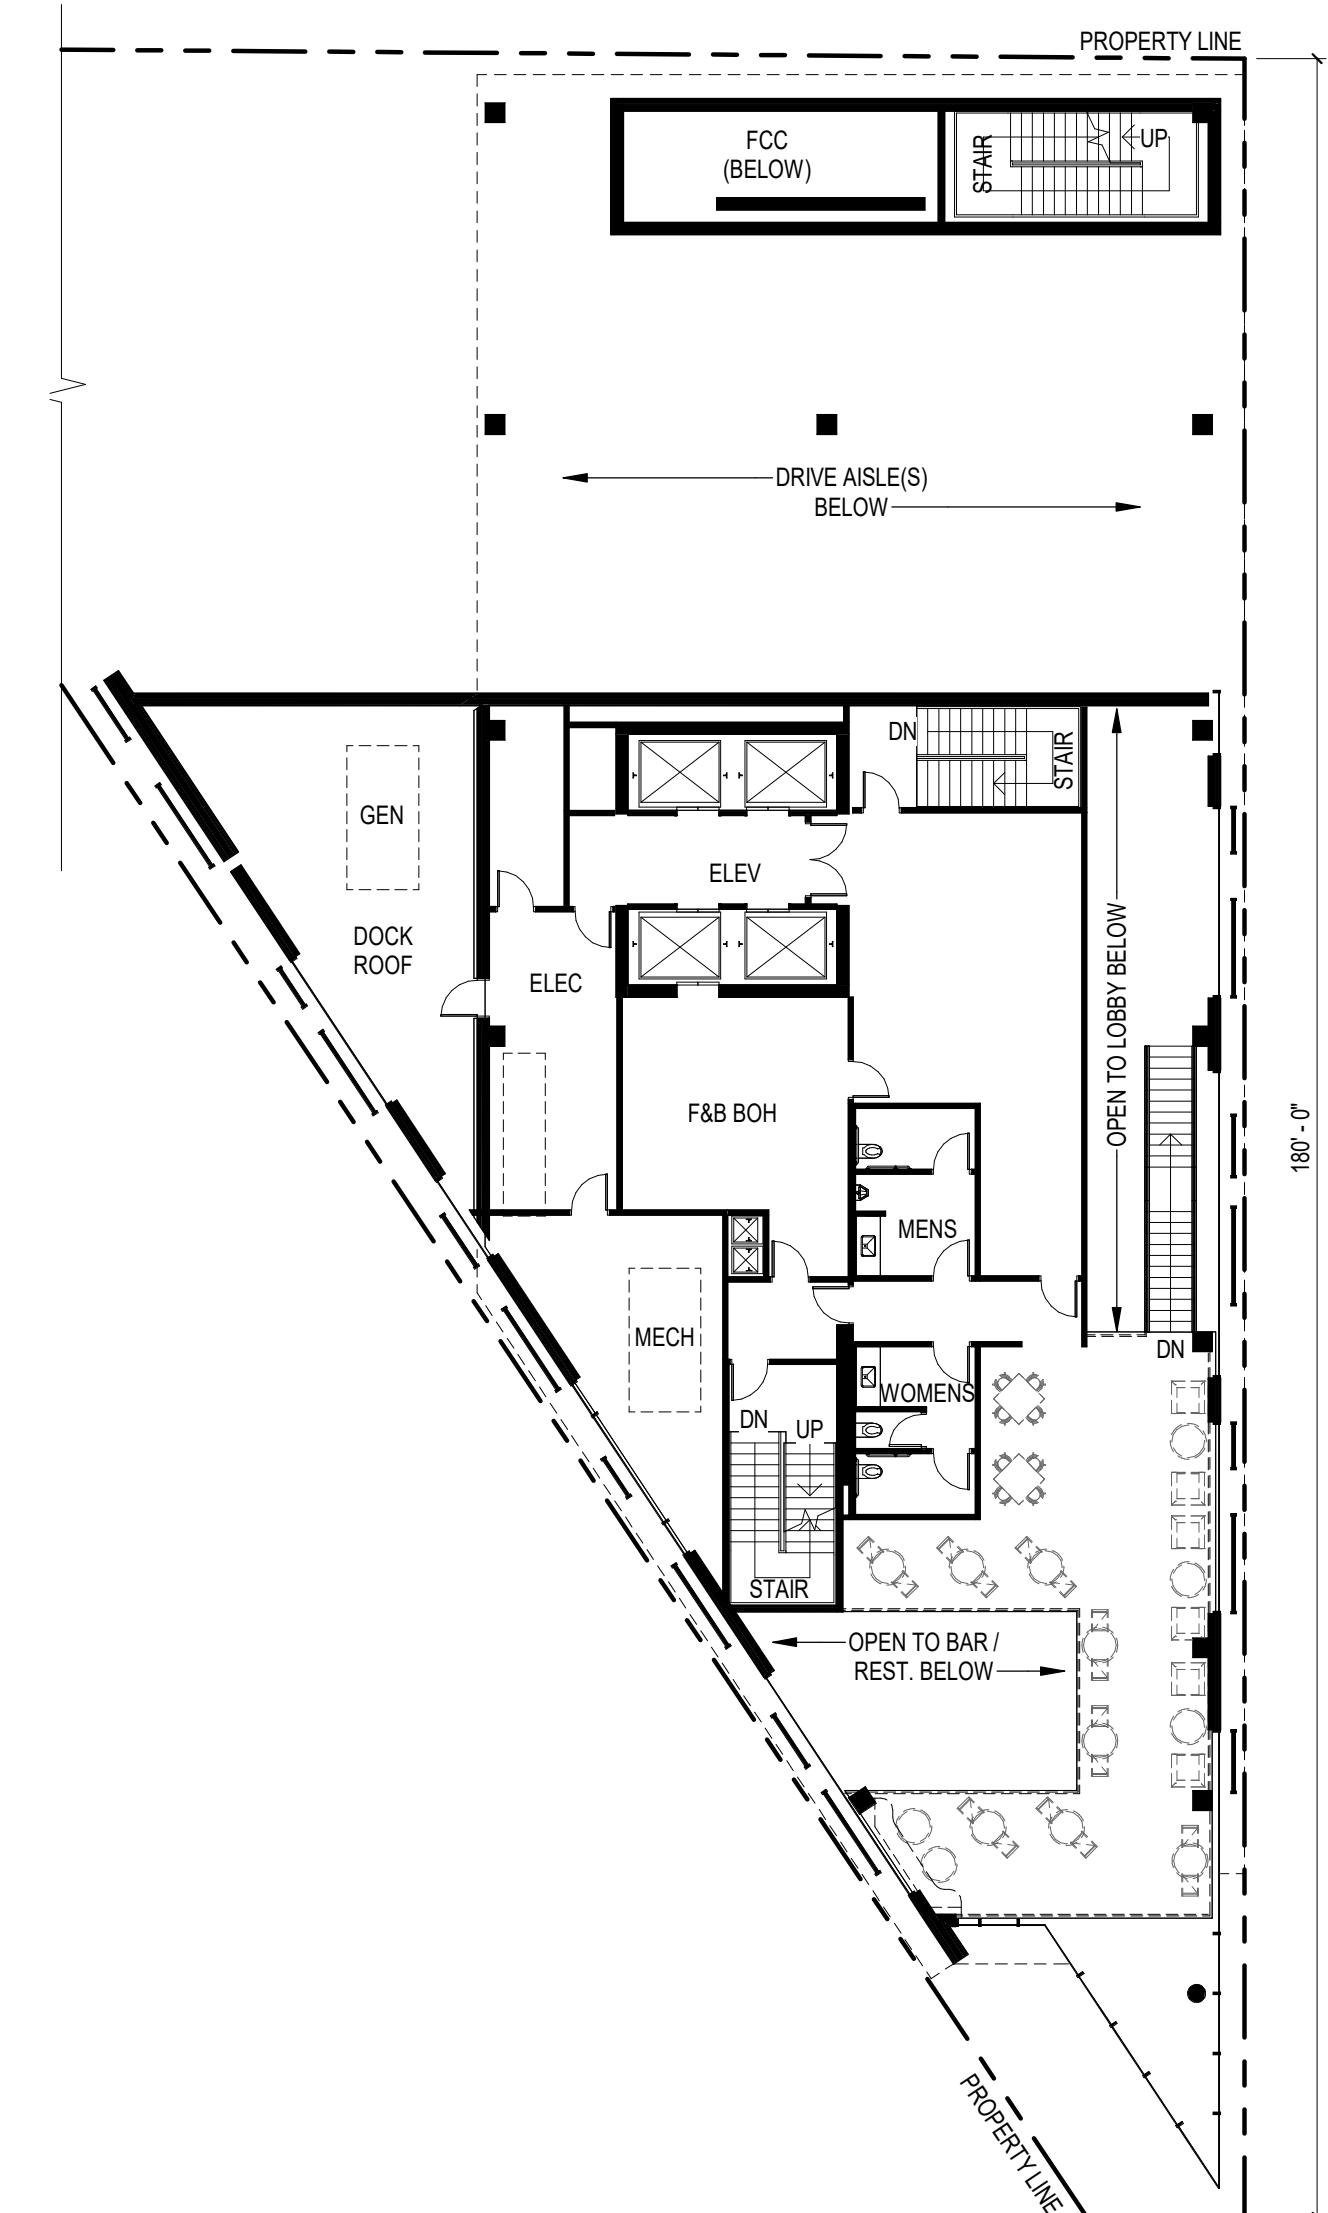 PROPERTY LINE
FCC
(BELOW)
STAIR
UP
DRIVE AISLE(S)
BELOW
DN
STAIR
GEN
ELEV
DOCK
ROOF
ELEC
OPEN TO LOBBY BELOW
F&B BOH
180' - 0"
MENS
MECH
DN
WOMENS
DN
UP
STAIR
OPEN TO BAR /
REST. BELOW
PROPERTY LINE